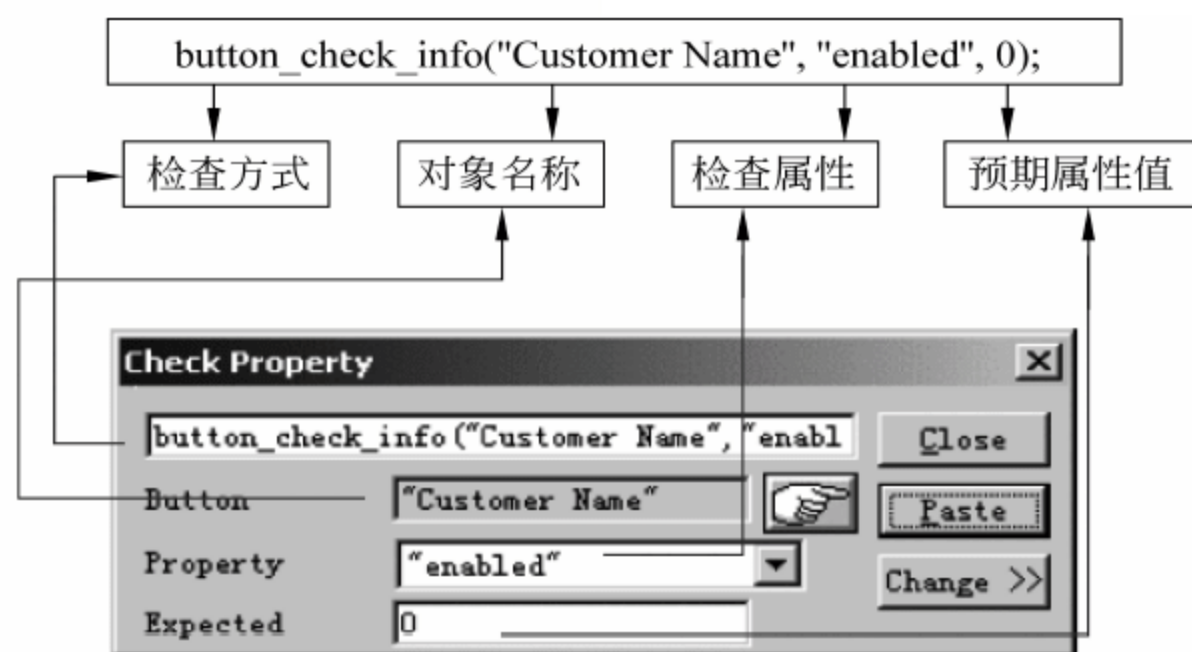 button_check_info("Customer Name", "enabled", 0);
检查方式 对象名称 检查属性 预期属性值
Check Property
button_check_info("Customer Name", "enabl
Close
Button "Customer Name"
Paste
Property "enabled"
Change >>
Expected 0